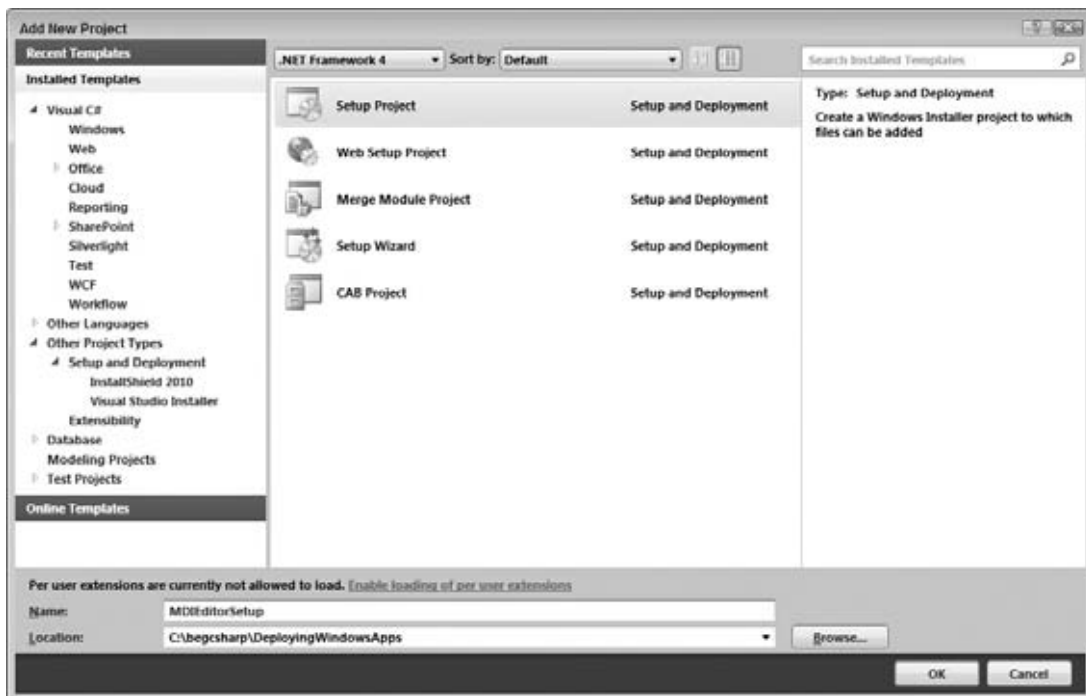 Add New Project
Recent Templates
Installed Templates
Visual C#
Windows
Web
Office
Cloud
Reporting
SharePoint
Silverlight
Test
WCF
Workflow
Other Languages
Other Project Types
Setup and Deployment
InstallShield 2010
Visual Studio Installer
Extensibility
Database
Modeling Projects
Test Projects
Online Templates
.NET Framework 4 Sort by: Default
Setup Project Setup and Deployment
Web Setup Project Setup and Deployment
Merge Module Project Setup and Deployment
Setup Wizard Setup and Deployment
CAB Project Setup and Deployment
Search Installed Templates
Type: Setup and Deployment
Create a Windows Installer project to which
files can be added
Per user extensions are currently not allowed to load. Enable loading of per user extensions
Name: MDIEditorSetup
Location: C:\begcsharp\DeployingWindowsApps
Browse...
OK Cancel